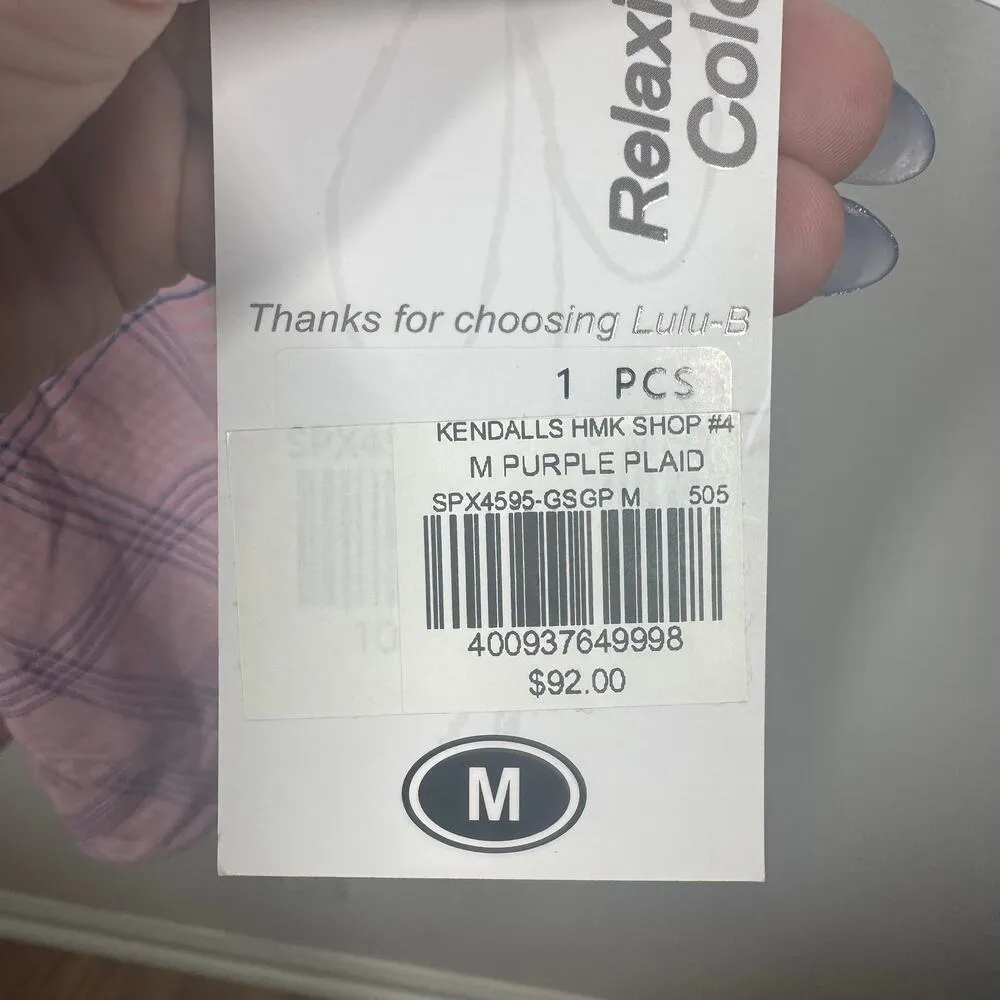 Relaxi
Colo
Thanks for choosing Lulu-B
1 PCS
KENDALLS HMK SHOP #4
M PURPLE PLAID
SPX4595-GSGP M 505
400937649998
$92.00
M